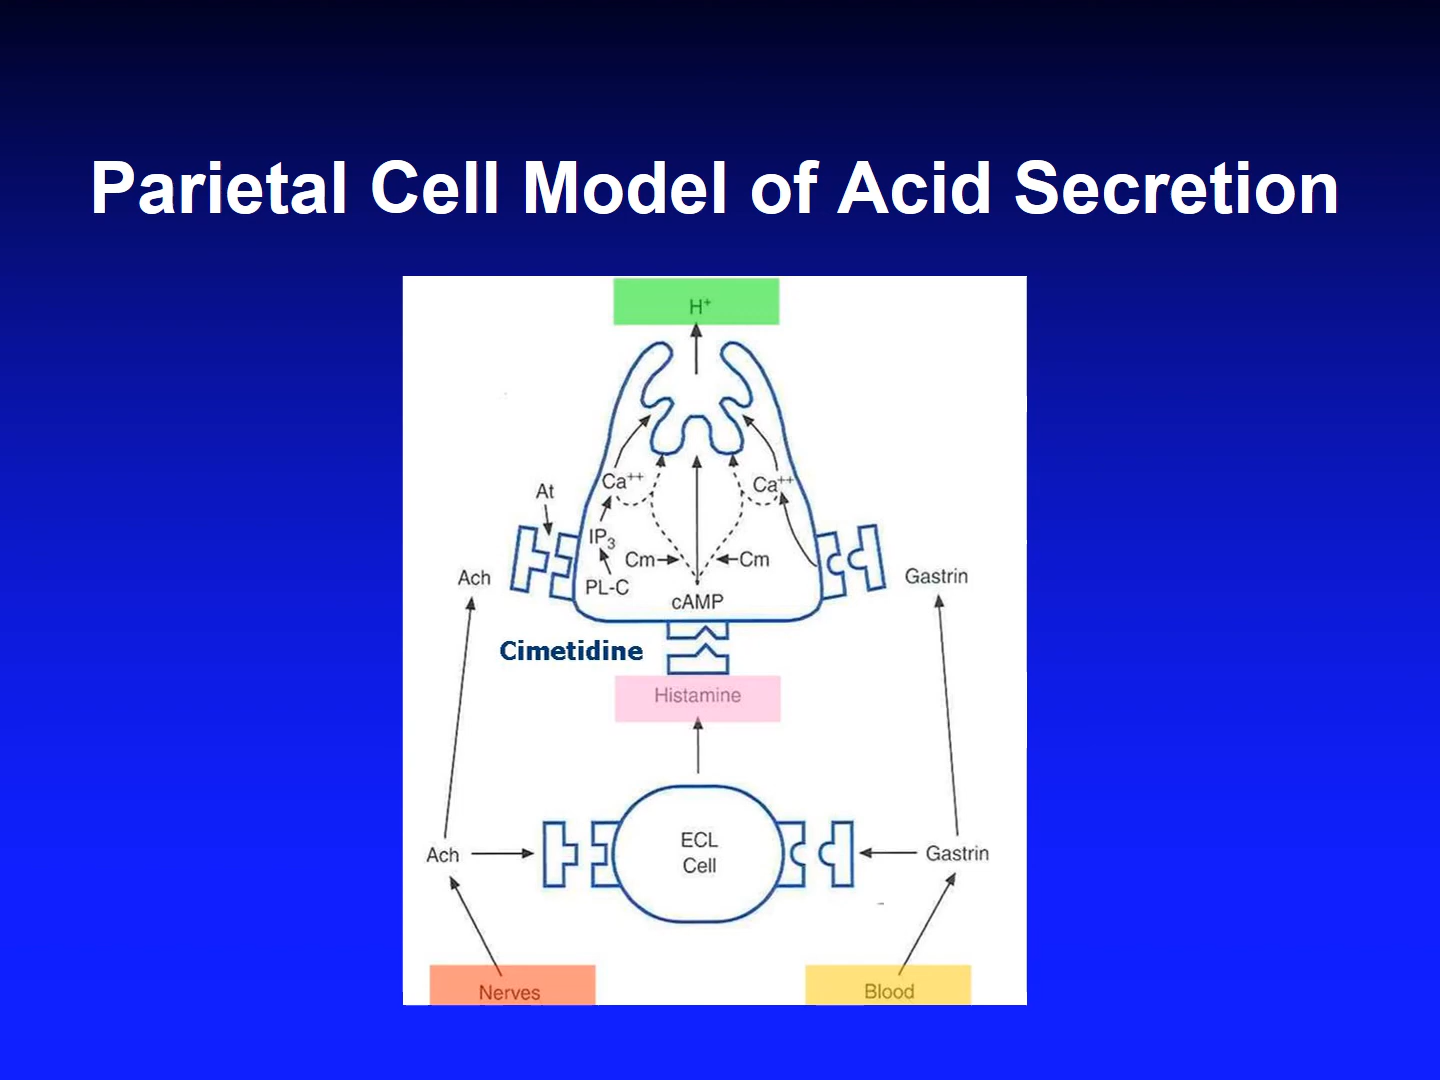 Parietal Cell Model of Acid Secretion
H⁺
Ca⁺⁺
Ca⁺⁺
At
IP₃
Cm
Cm
Ach
PL-C
Gastrin
cAMP
Cimetidine
Histamine
ECL
Cell
Ach
Gastrin
Nerves
Blood